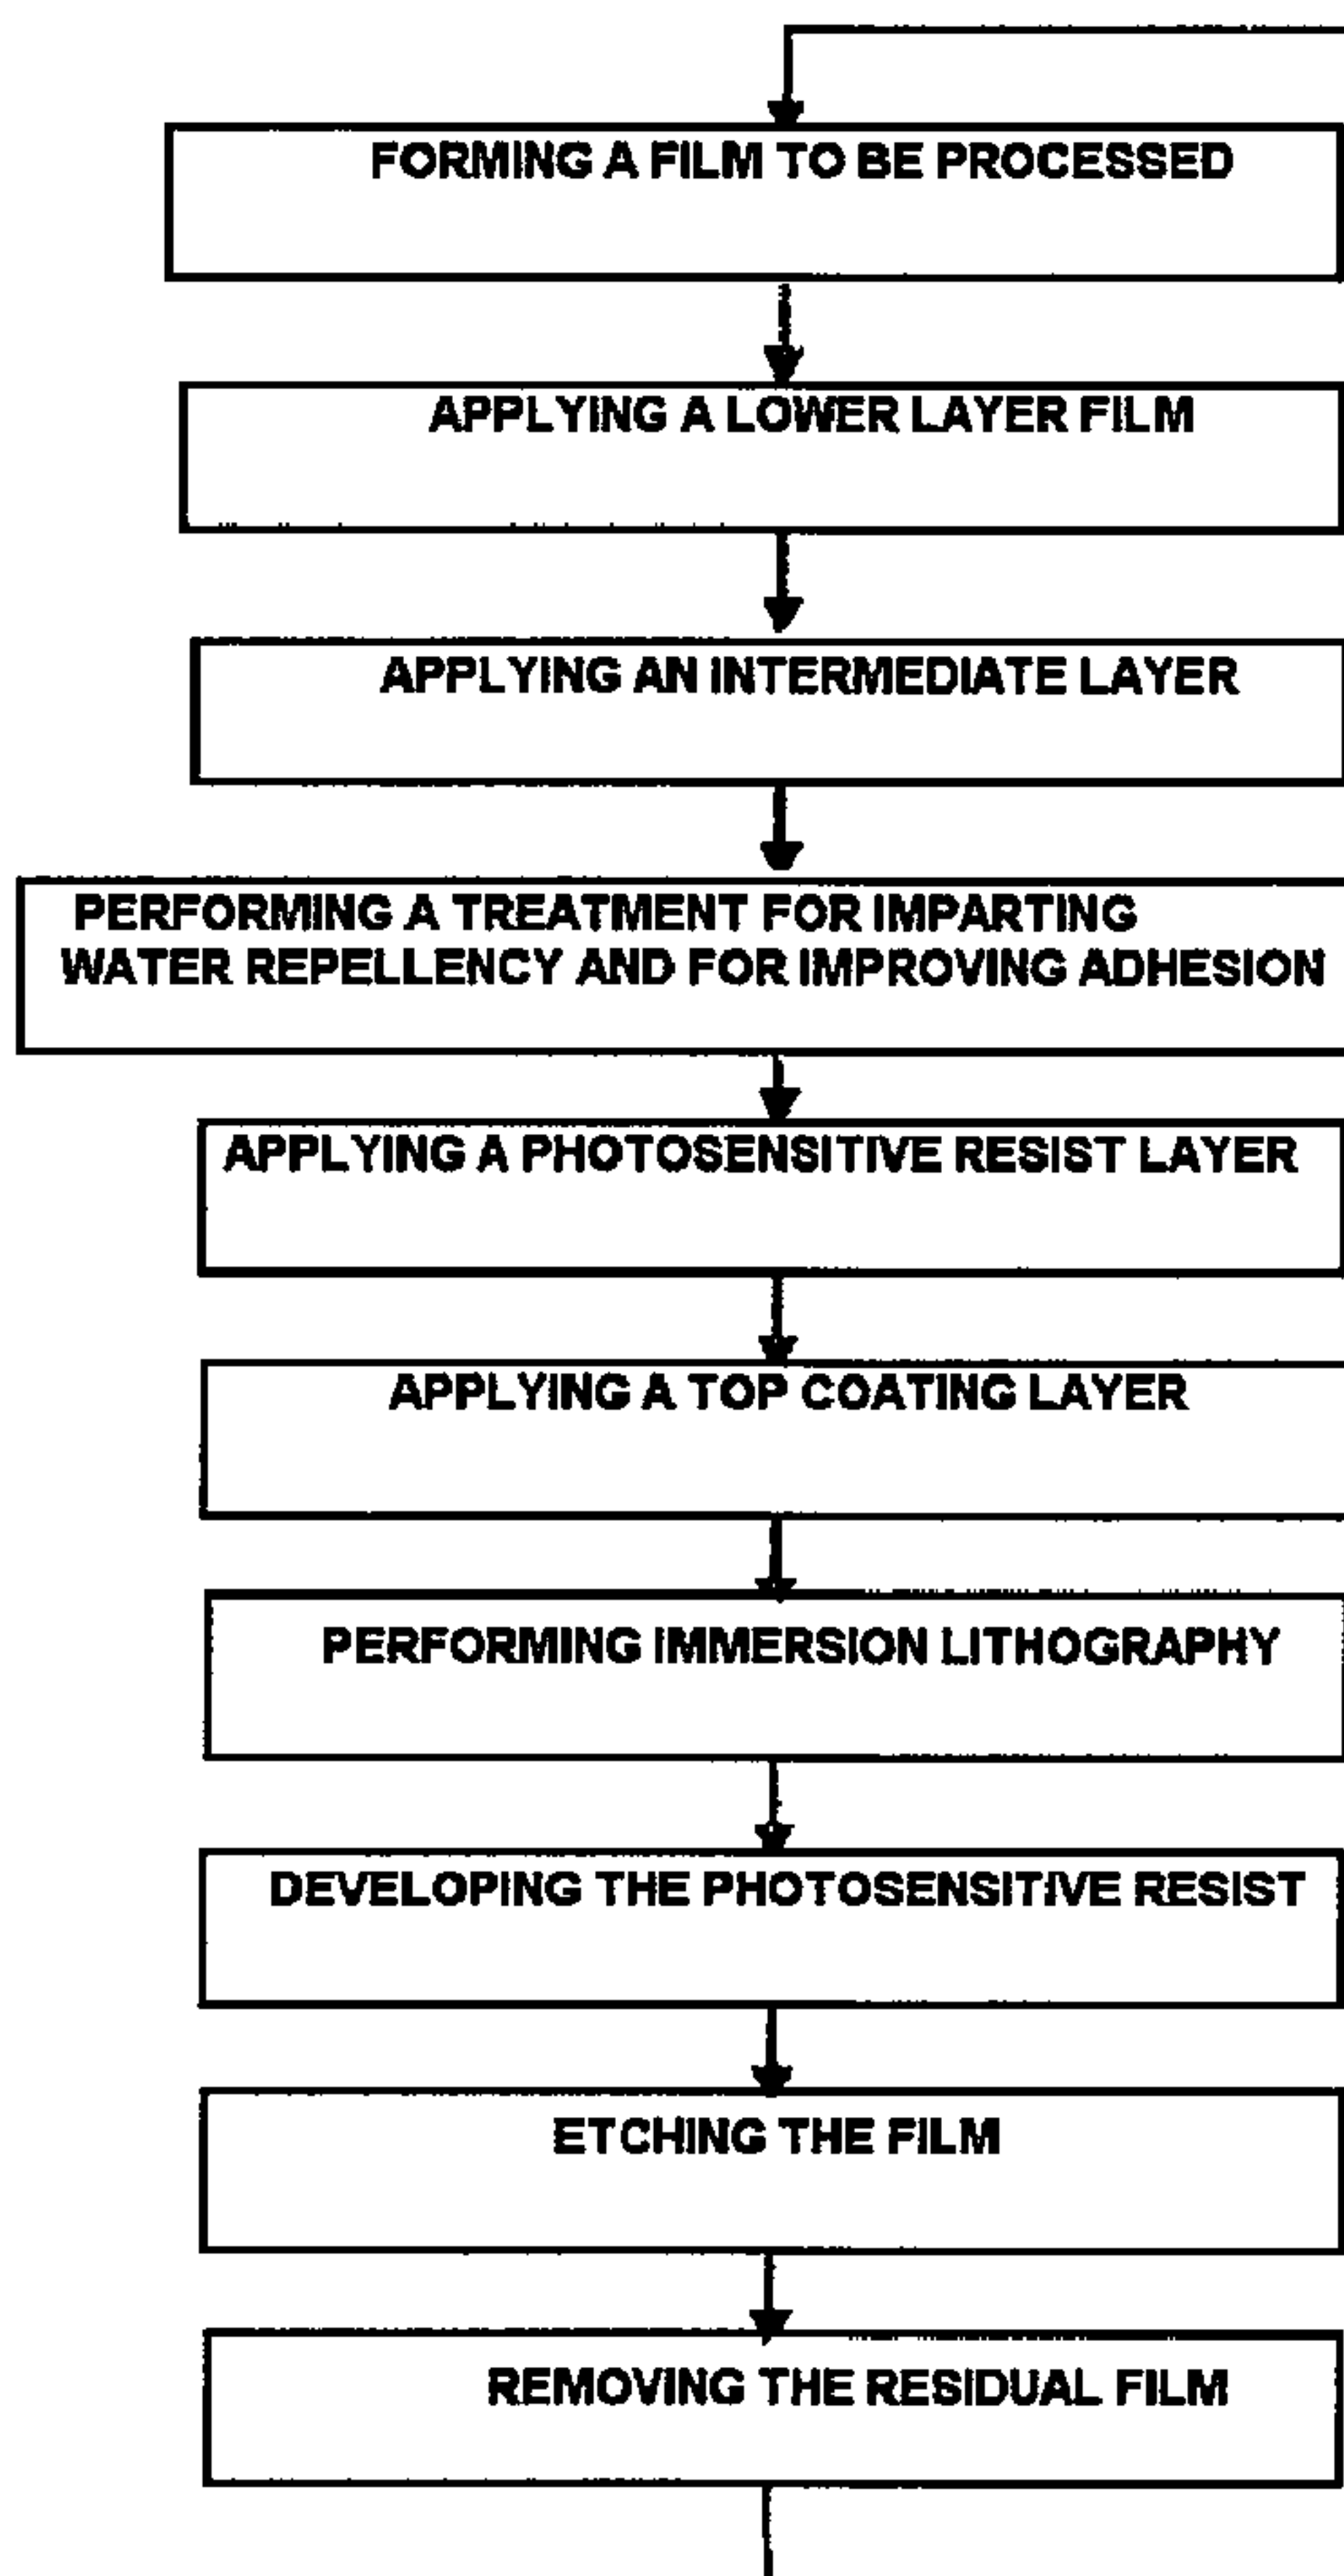 FORMING A FILM TO BE PROCESSED
APPLYING A LOWER LAYER FILM
APPLYING AN INTERMEDIATE LAYER
PERFORMING A TREATMENT FOR IMPARTING
WATER REPELLENCY AND FOR IMPROVING ADHESION
APPLYING A PHOTOSENSITIVE RESIST LAYER
APPLYING A TOP COATING LAYER
PERFORMING IMMERSION LITHOGRAPHY
DEVELOPING THE PHOTOSENSITIVE RESIST
ETCHING THE FILM
REMOVING THE RESIDUAL FILM